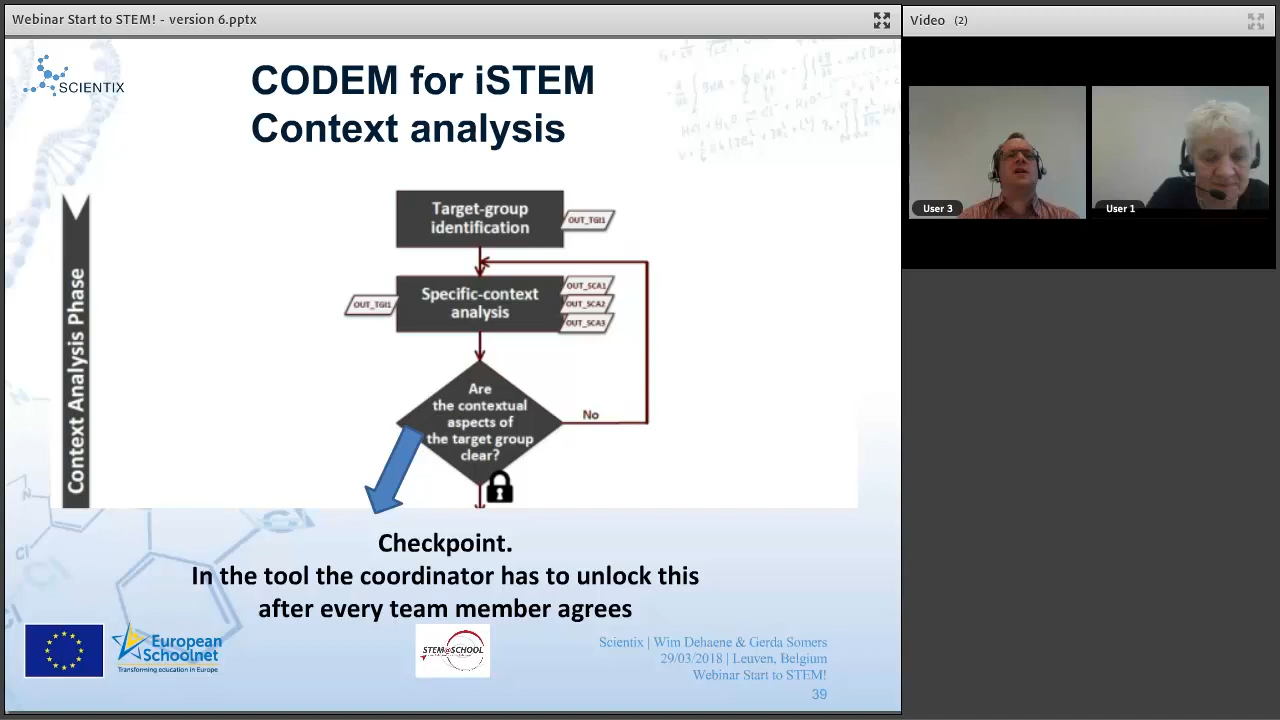 Webinar Start to STEM! - version 6.pptx
Video (2)
SCIENTIX
CODEM for iSTEM
Context analysis
Context Analysis Phase
Target-group
identification
OUT_TGI1
OUT_TGI1
Specific-context
analysis
OUT_SCA1
OUT_SCA2
OUT_SCA3
Are
the contextual
aspects of
the target group
clear?
No
Checkpoint.
In the tool the coordinator has to unlock this
after every team member agrees
European
Schoolnet
Transforming education in Europe
STEM@SCHOOL
Scientix | Wim Dehaene & Gerda Somers
29/03/2018 | Leuven, Belgium
Webinar Start to STEM!
39
User 3
User 1